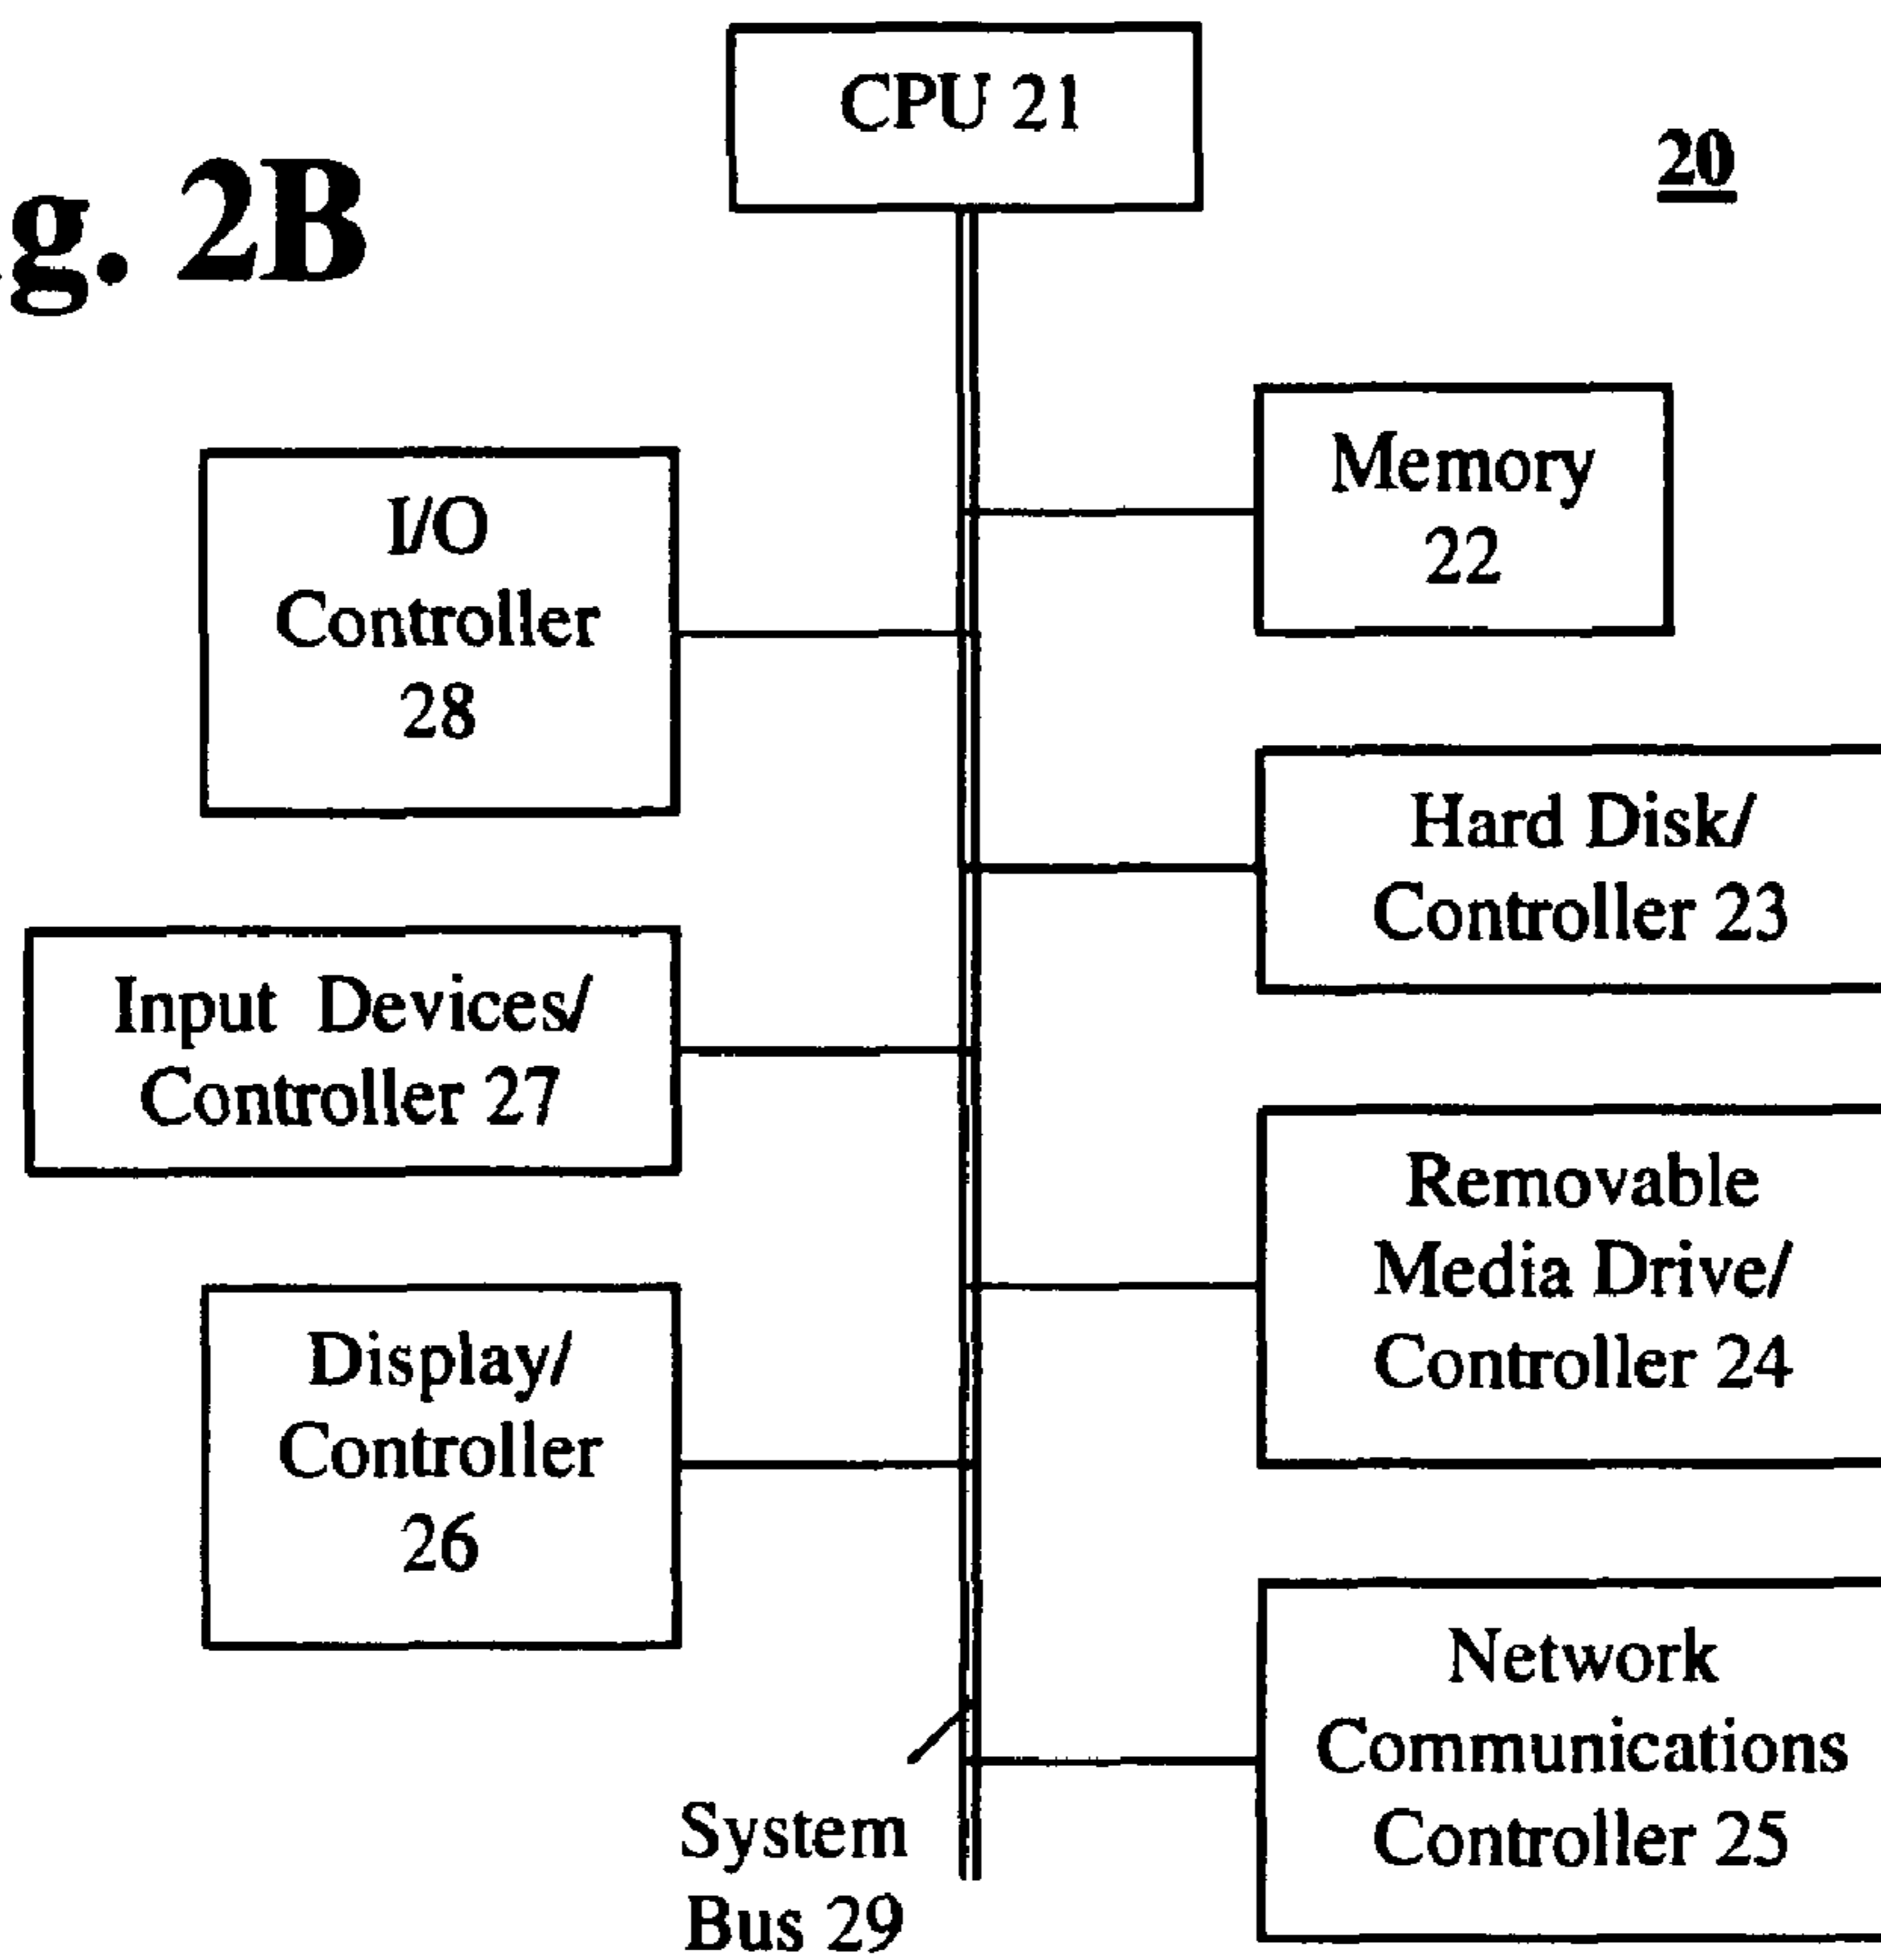 CPU 21
20
g. 2B
Memory
22
I/O
Controller
28
Hard Disk/
Controller 23
Input Devices/
Controller 27
Removable
Media Drive/
Controller 24
Display/
Controller
26
Network
Communications
Controller 25
System
Bus 29